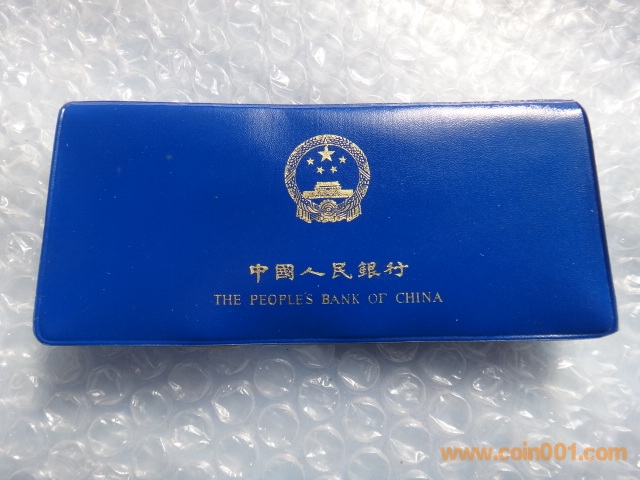 中國人民銀行
THE PEOPLE'S BANK OF CHINA
www.coin001.com